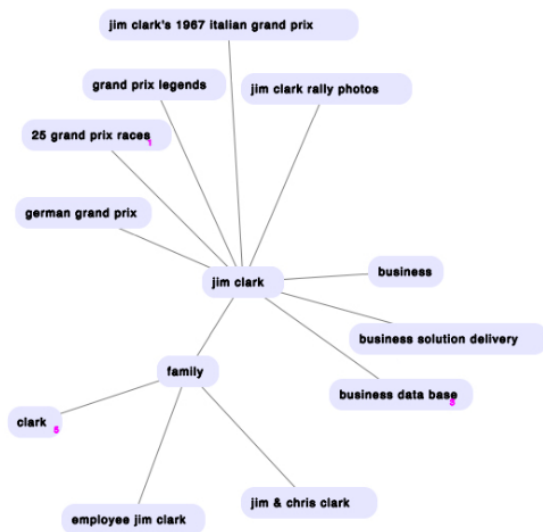 jim clark's 1967 italian grand prix
grand prix legends
jim clark rally photos
25 grand prix races
1
german grand prix
business
jim clark
business solution delivery
family
business data base
3
clark
5
jim & chris clark
employee jim clark